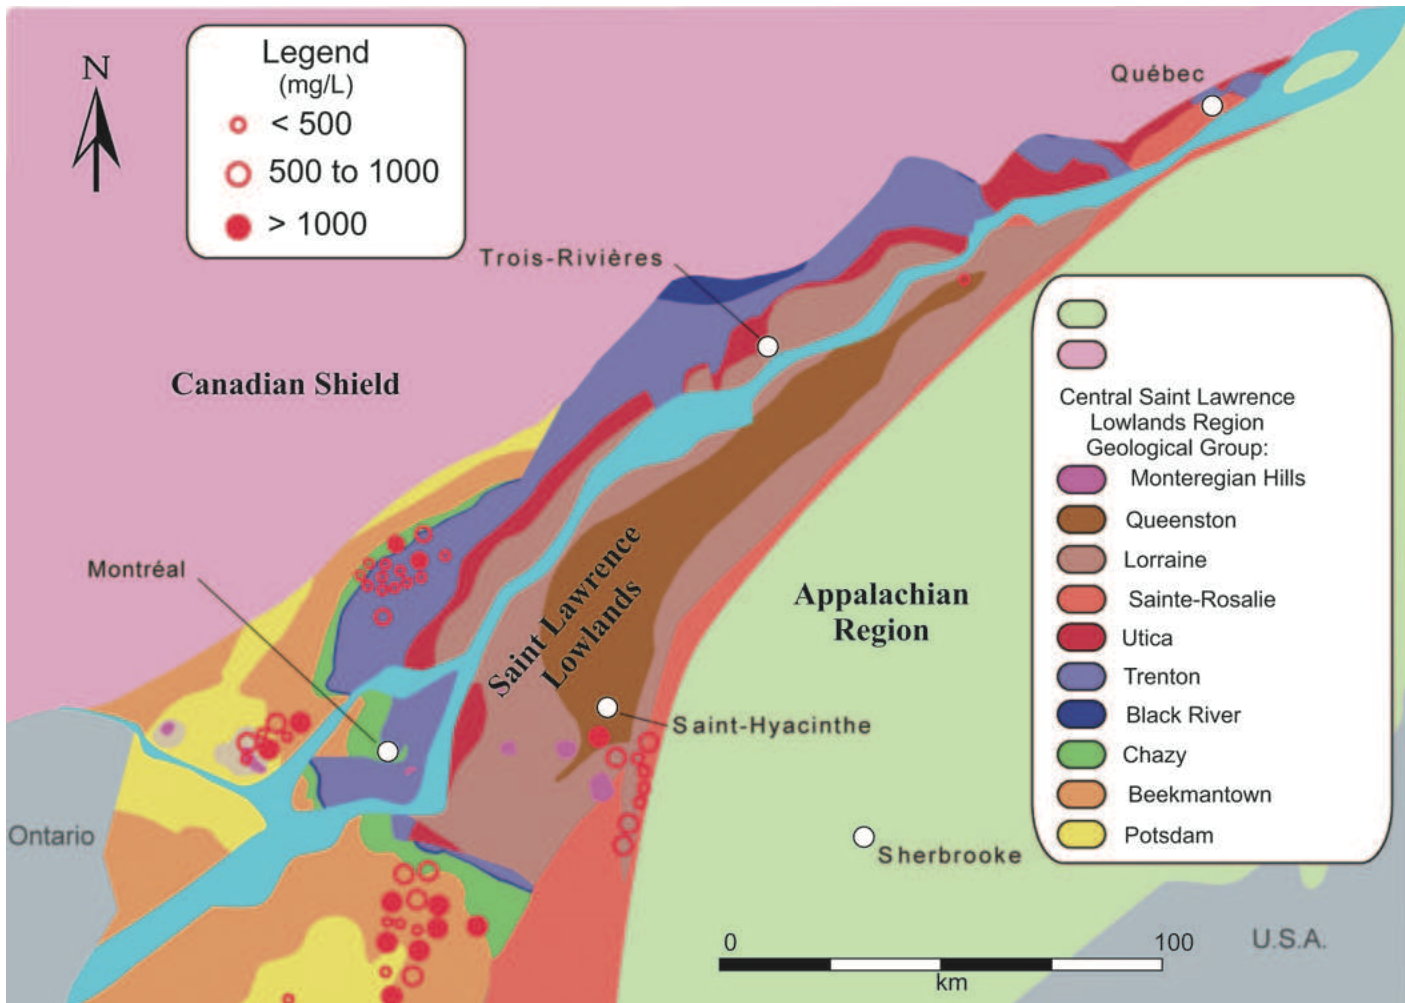 N
Legend
(mg/L)
< 500
500 to 1000
> 1000
Québec
Trois-Rivières
Canadian Shield
Montréal
Saint Lawrence
Lowlands
Appalachian
Region
Saint-Hyacinthe
Sherbrooke
Ontario
U.S.A.
Central Saint Lawrence
Lowlands Region
Geological Group:
Monteregian Hills
Queenston
Lorraine
Sainte-Rosalie
Utica
Trenton
Black River
Chazy
Beekmantown
Potsdam
0 100
km